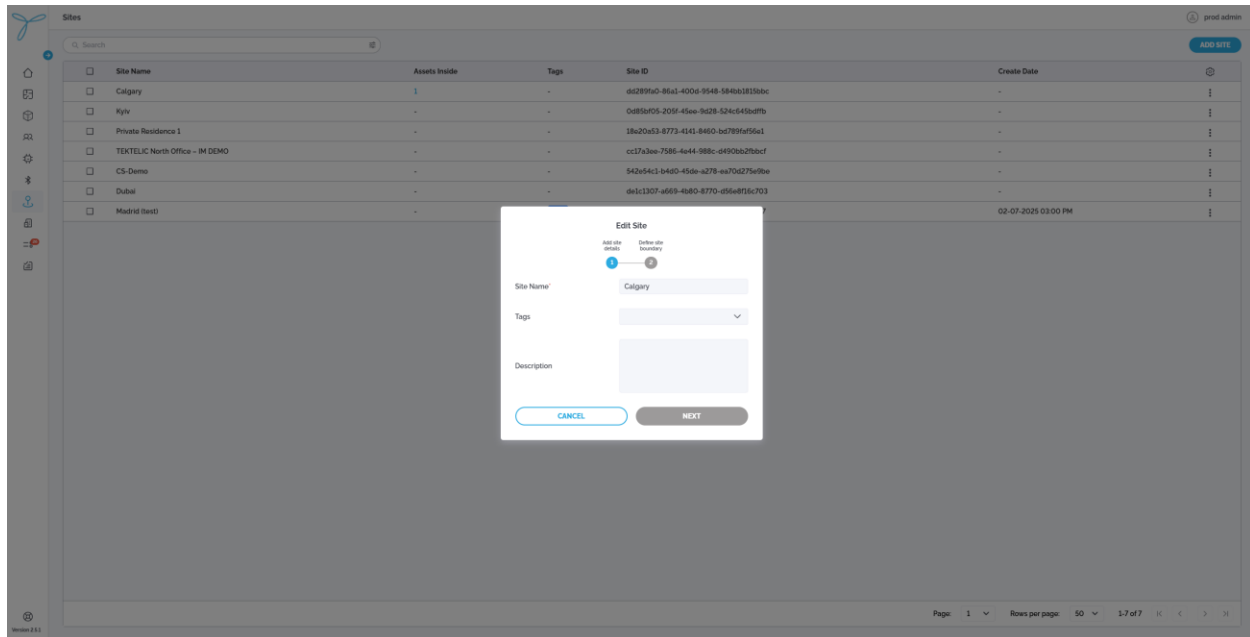 Sites
prod admin
Search
ADD SITE
Site Name Assets Inside Tags Site ID Create Date
Calgary 1 - dd289fa0-86a1-400d-9548-584bb1815bbc -
Kyiv - - 0d85bf05-205f-45ee-9d28-524c645bdffb -
Private Residence 1 - - 18e20a53-8773-4141-8460-bd789faf56e1 -
TEKTELIC North Office – IM DEMO - - cc17a3ee-7586-4e44-988c-d490bb2fbbcf -
CS-Demo - - 542e54c1-b4d0-45de-a278-ea70d275e9be -
Dubai - - de1c1307-a669-4b80-8770-d56e8f16c703 -
Madrid (test) - 7 02-07-2025 03:00 PM
Edit Site
Add site details
Define site boundary
1 2
Site Name* Calgary
Tags
Description
CANCEL NEXT
Page: 1 Rows per page: 50 1-7 of 7
Version 2.5.1